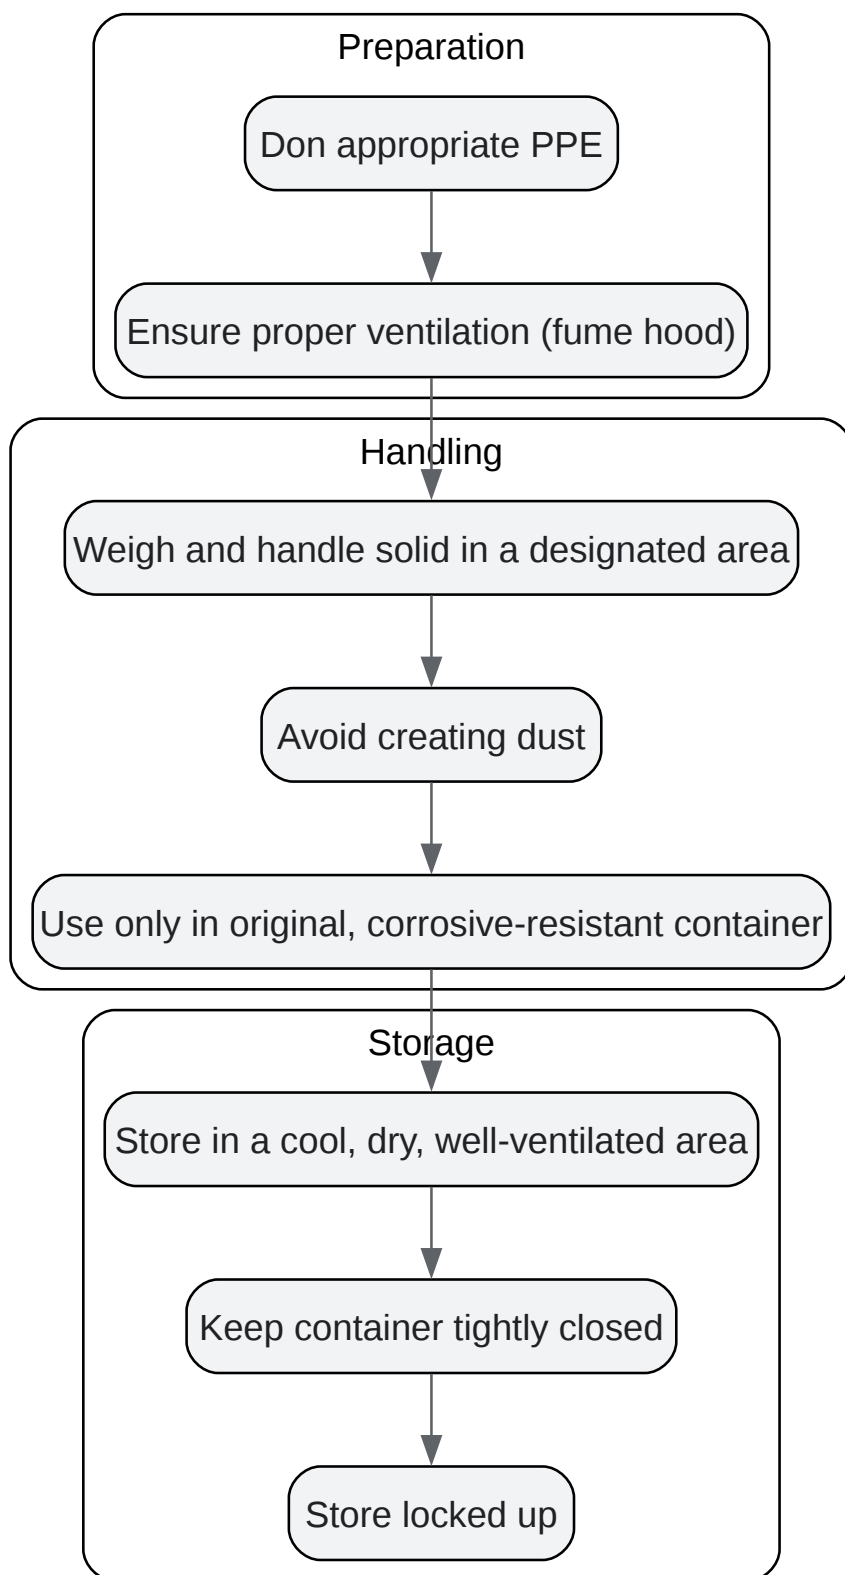 Preparation
Don appropriate PPE
Ensure proper ventilation (fume hood)
Handling
Weigh and handle solid in a designated area
Avoid creating dust
Use only in original, corrosive-resistant container
Storage
Store in a cool, dry, well-ventilated area
Keep container tightly closed
Store locked up